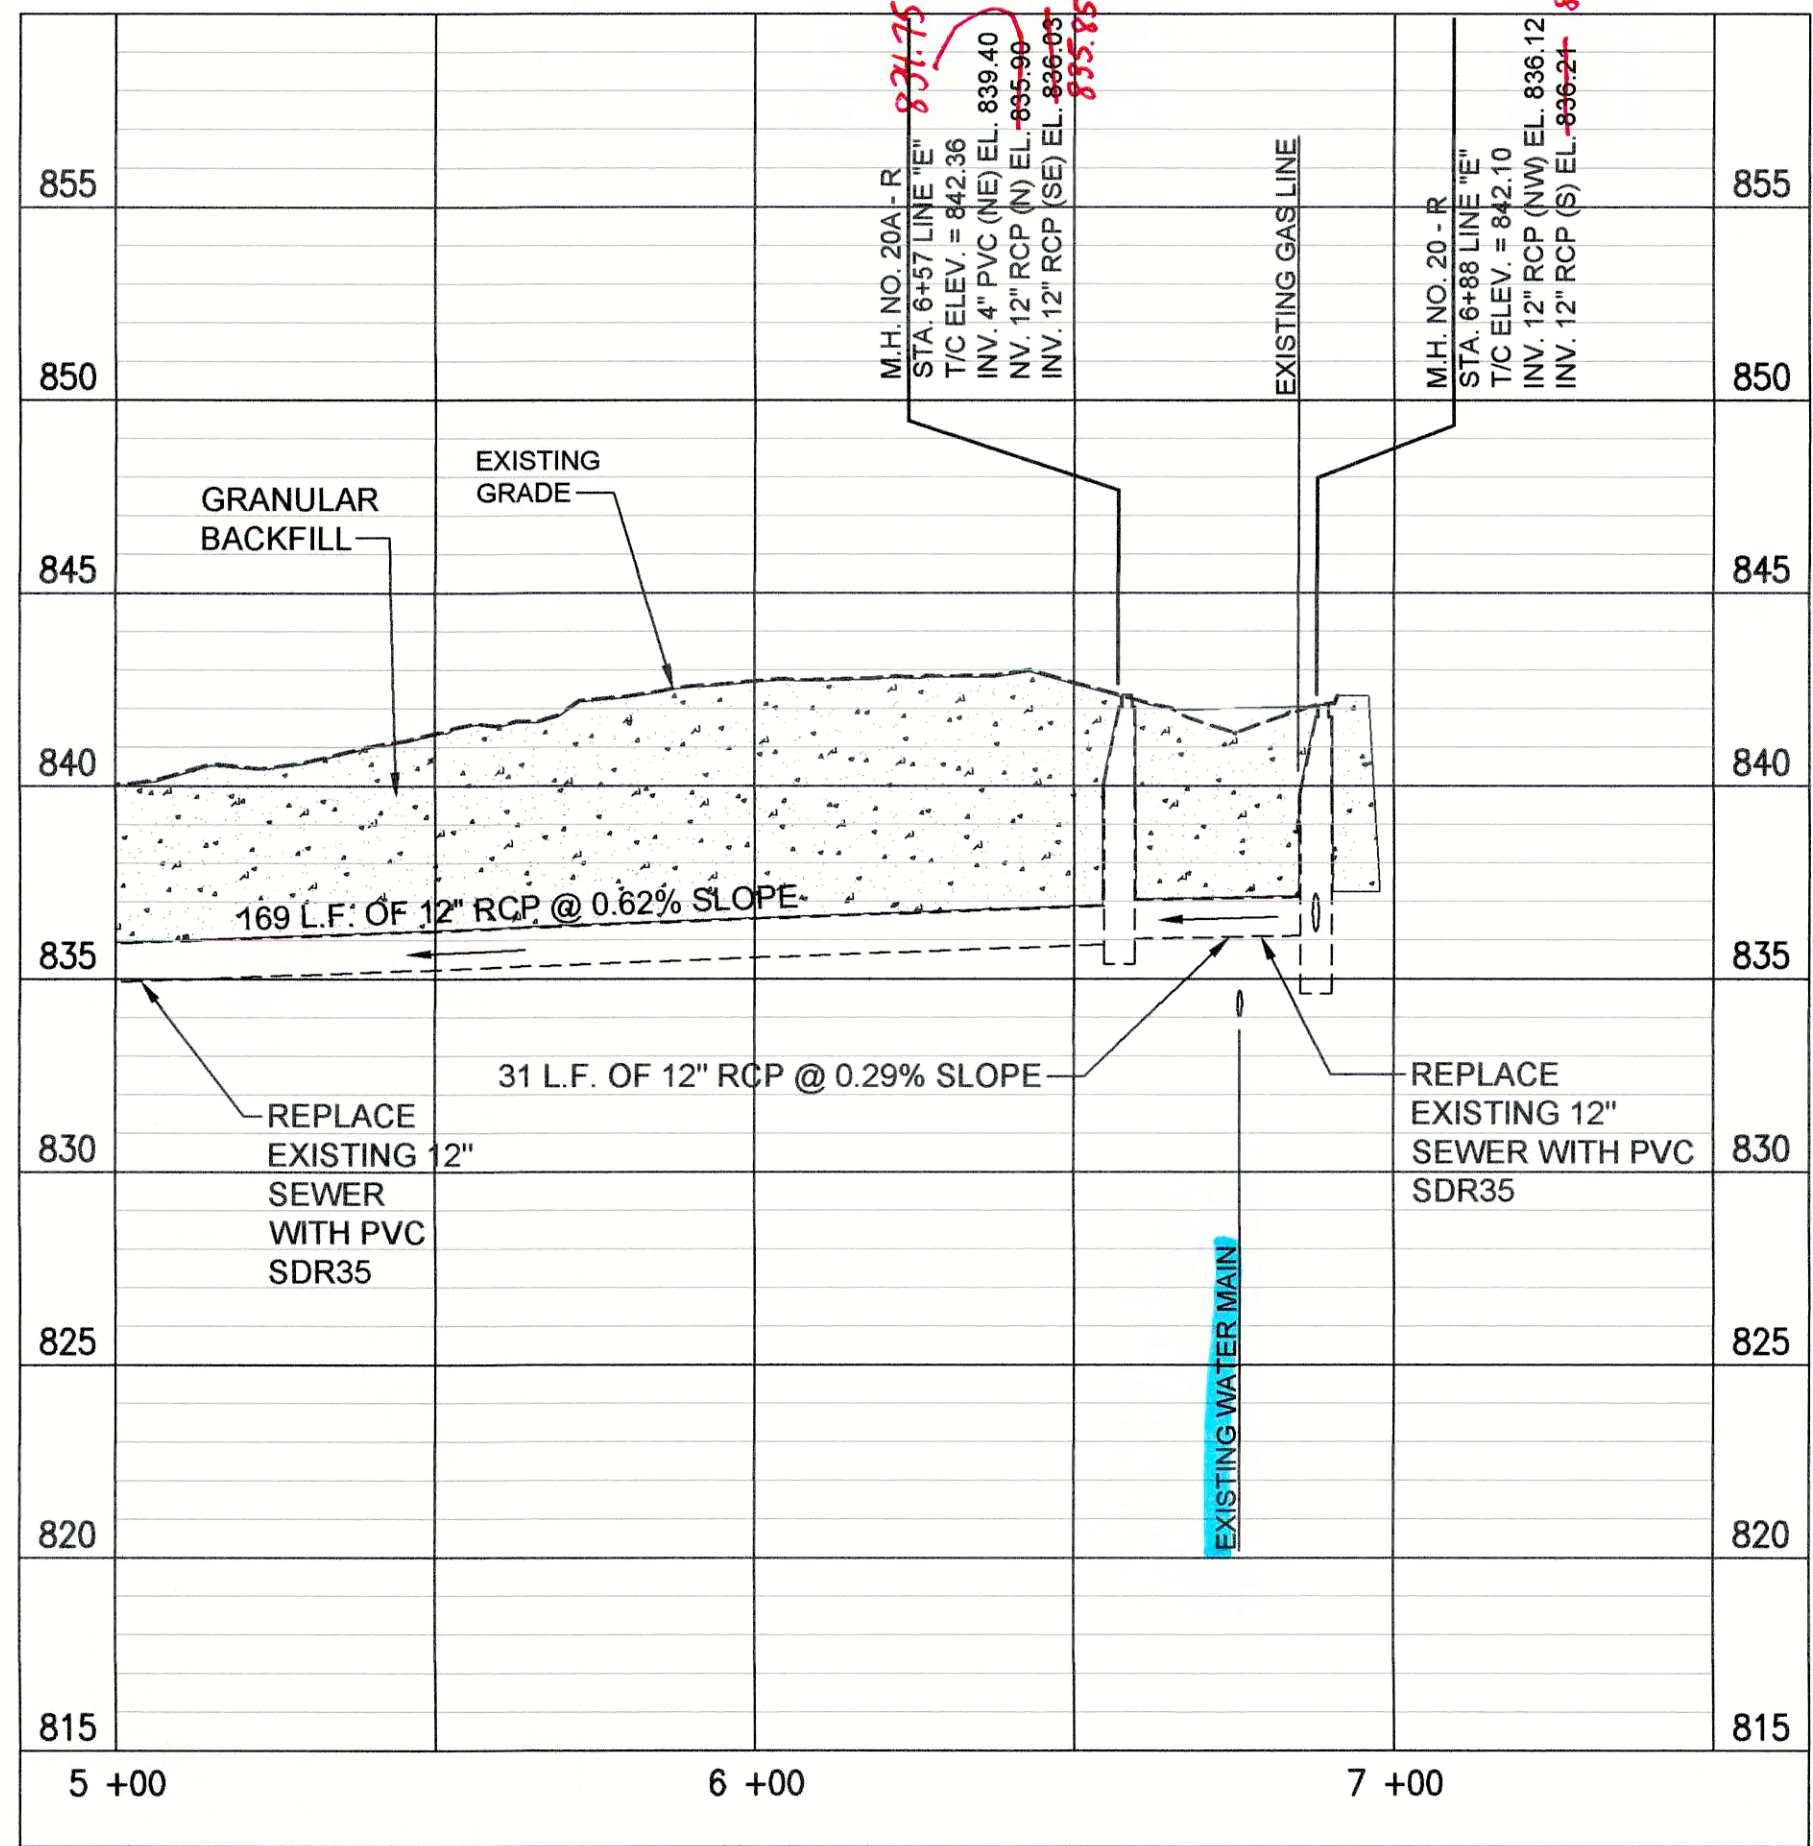 834.75
835.85
M.H. NO. 20A - R
STA. 6+57 LINE "E"
T/C ELEV. = 842.36
INV. 4" PVC (NE) EL. 839.40
NV. 12" RCP (N) EL. 835.90
INV. 12" RCP (SE) EL. 836.03
EXISTING GAS LINE
M.H. NO. 20 - R
STA. 6+88 LINE "E"
T/C ELEV. = 842.10
INV. 12" RCP (NW) EL. 836.12
INV. 12" RCP (S) EL. 836.21
855
855
850
850
EXISTING
GRADE
GRANULAR
BACKFILL
845
845
840
840
169 L.F. OF 12" RCP @ 0.62% SLOPE
835
835
31 L.F. OF 12" RCP @ 0.29% SLOPE
REPLACE
EXISTING 12"
SEWER
WITH PVC
SDR35
REPLACE
EXISTING 12"
SEWER WITH PVC
SDR35
830
830
EXISTING WATER MAIN
825
825
820
820
815
815
5 +00
6 +00
7 +00